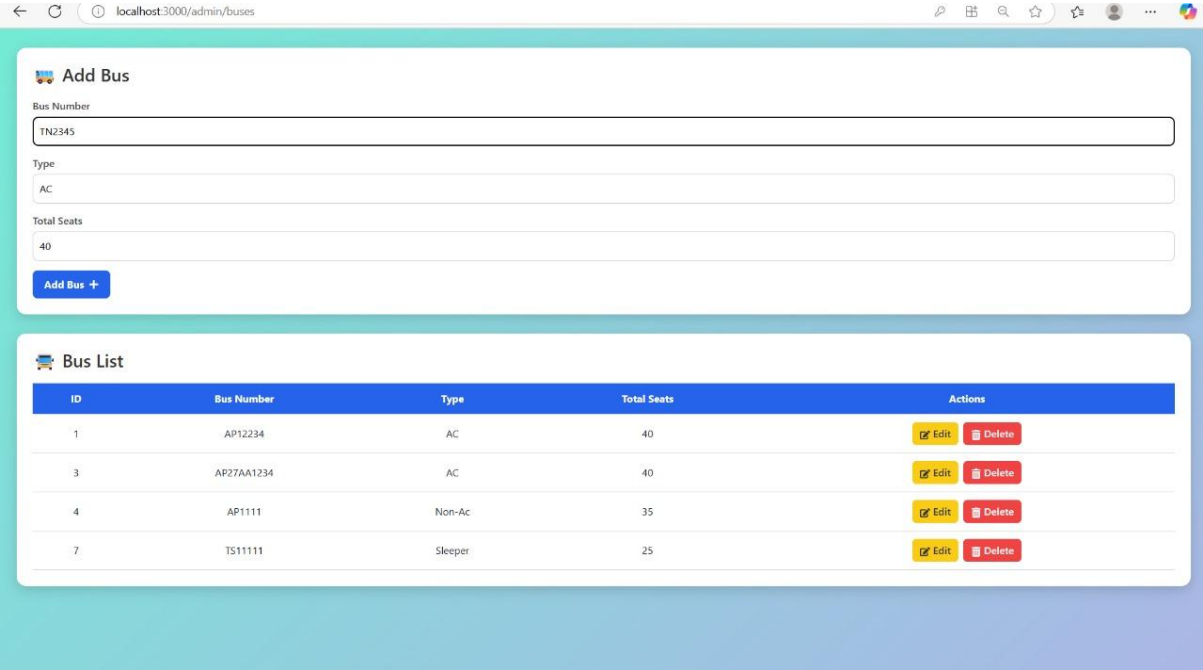 localhost:3000/admin/buses
Add Bus
Bus Number
TN2345
Type
AC
Total Seats
40
Add Bus +
Bus List
ID Bus Number Type Total Seats Actions
1 AP12234 AC 40 Edit Delete
3 AP27AA1234 AC 40 Edit Delete
4 AP1111 Non-Ac 35 Edit Delete
7 TS11111 Sleeper 25 Edit Delete